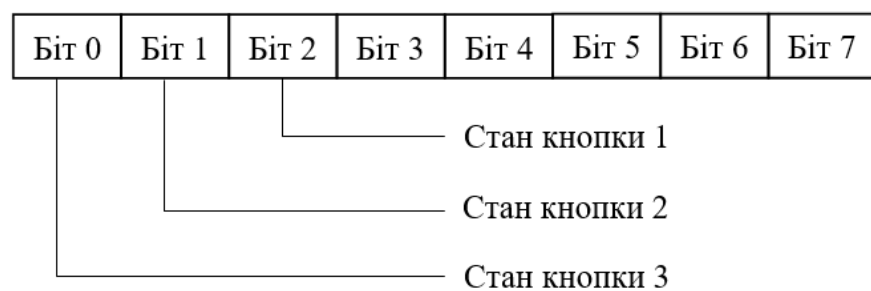 Біт 0 Біт 1 Біт 2 Біт 3 Біт 4 Біт 5 Біт 6 Біт 7
Стан кнопки 1
Стан кнопки 2
Стан кнопки 3